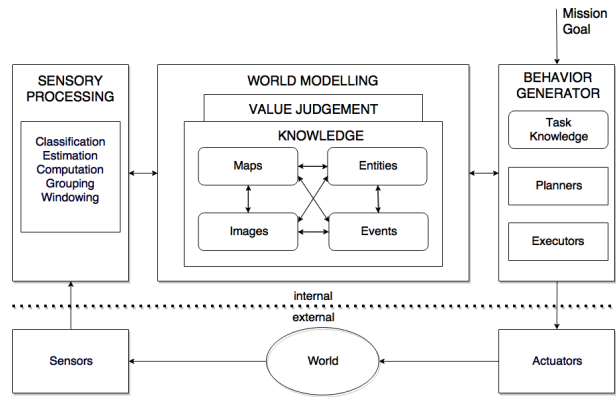 Mission
Goal
SENSORY
PROCESSING
Classification
Estimation
Computation
Grouping
Windowing
WORLD MODELLING
VALUE JUDGEMENT
KNOWLEDGE
Maps
Entities
Images
Events
BEHAVIOR
GENERATOR
Task
Knowledge
Planners
Executors
internal
external
Sensors
World
Actuators